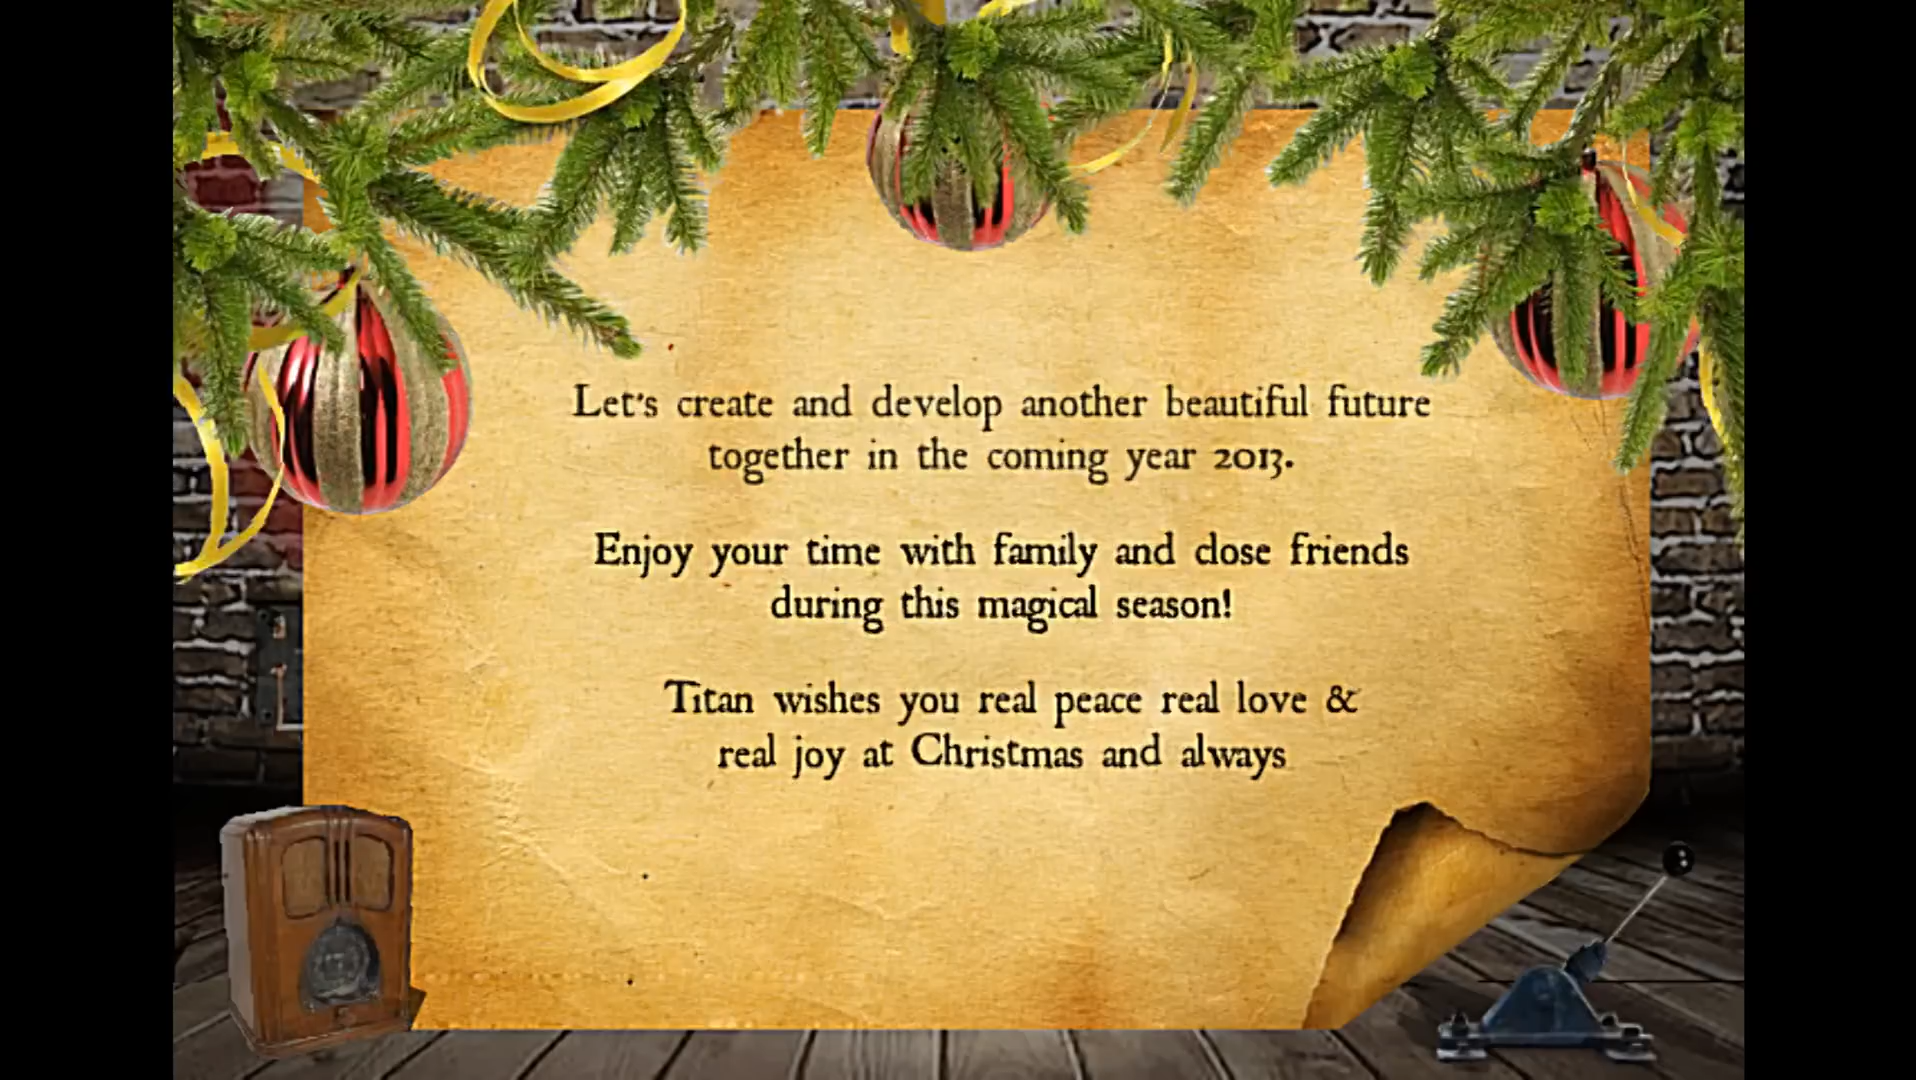 Let's create and develop another beautiful future
together in the coming year 2013.
Enjoy your time with family and close friends
during this magical season!
Titan wishes you real peace real love &
real joy at Christmas and always